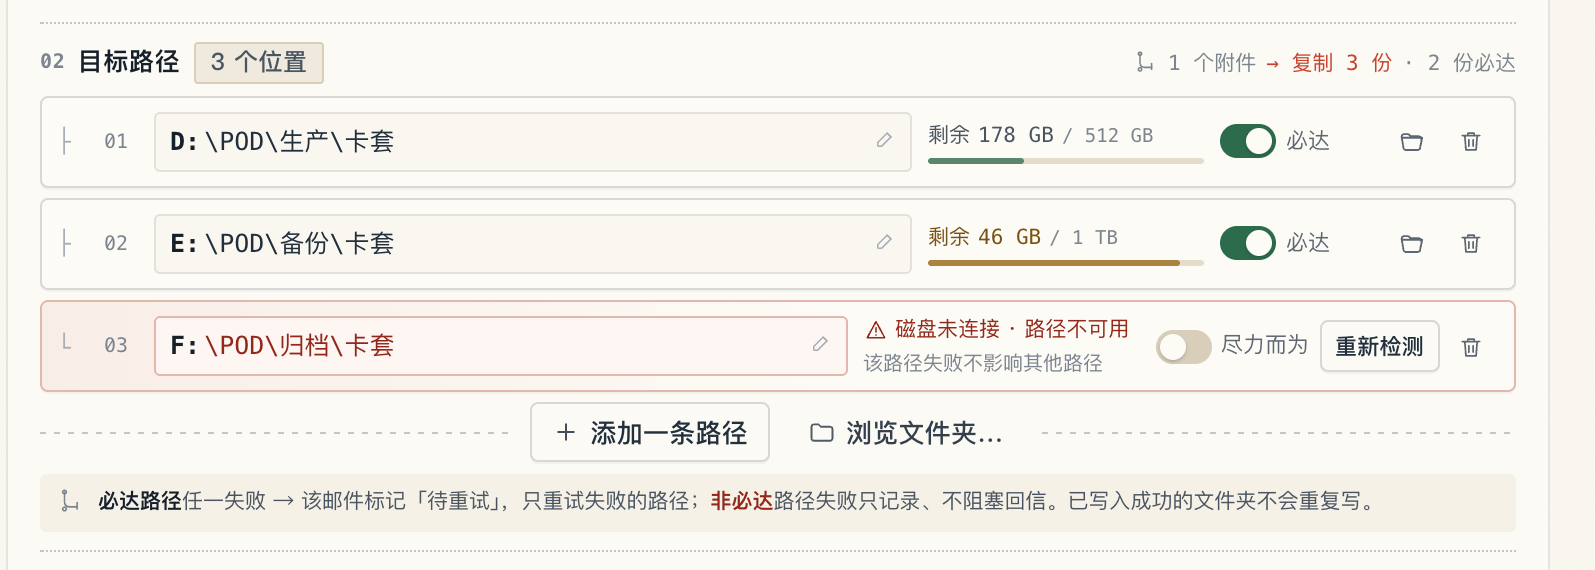 02 目标路径 3 个位置 1 个附件 → 复制 3 份 · 2 份必达
01 D:\POD\生产\卡套 剩余 178 GB / 512 GB 必达
02 E:\POD\备份\卡套 剩余 46 GB / 1 TB 必达
03 F:\POD\归档\卡套 磁盘未连接 · 路径不可用 尽力而为 重新检测
该路径失败不影响其他路径
+ 添加一条路径 浏览文件夹...
必达路径任一失败 → 该邮件标记「待重试」，只重试失败的路径；非必达路径失败只记录、不阻塞回信。已写入成功的文件夹不会重复写。